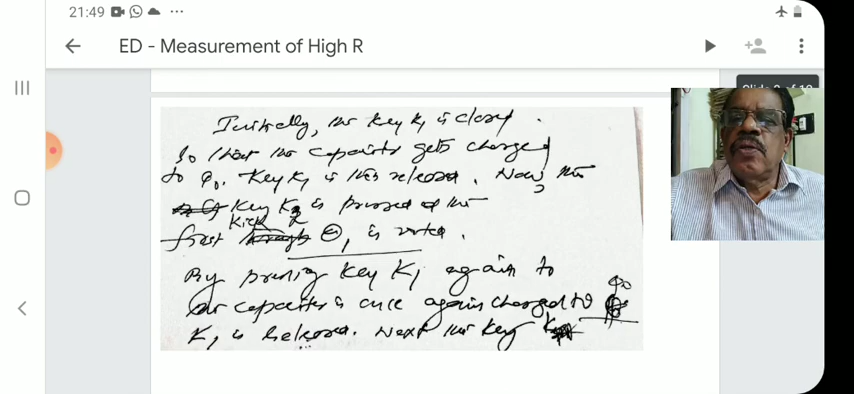 21:49
ED - Measurement of High R
Initially, the Key K1 is closed.
So that the capacitor gets charged
to q0. Key K1 is then released. Now, the
Key K2 is pressed & the
first Kick θ1 is noted.
By pressing Key K1 again to
the capacitor is once again charged to q0
K1 is released. Next the key